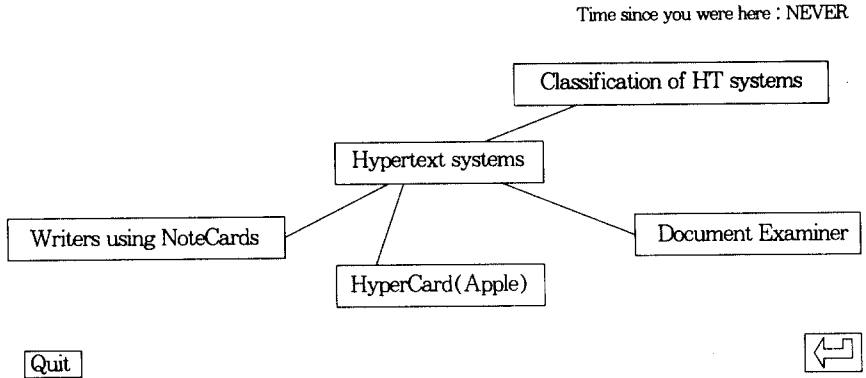 Time since you were here : NEVER
Classification of HT systems
Hypertext systems
Writers using NoteCards
Document Examiner
HyperCard(Apple)
Quit